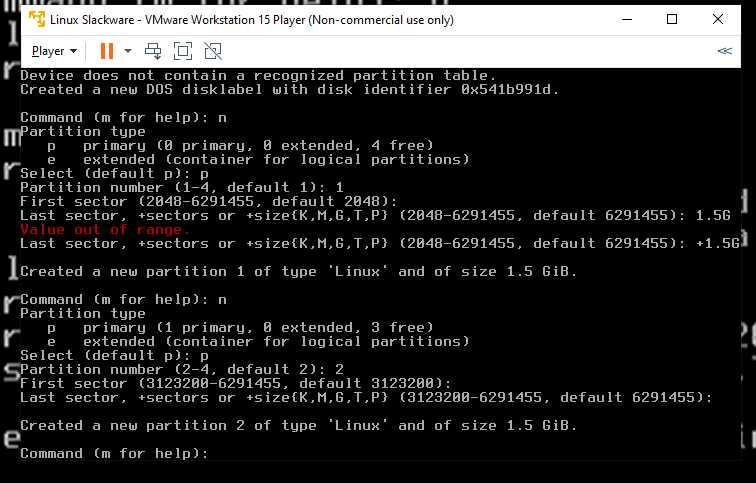 Linux Slackware - VMware Workstation 15 Player (Non-commercial use only)
Player
Device does not contain a recognized partition table.
Created a new DOS disklabel with disk identifier 0x541b991d.
Command (m for help): n
Partition type
p primary (0 primary, 0 extended, 4 free)
e extended (container for logical partitions)
Select (default p): p
Partition number (1-4, default 1): 1
First sector (2048-6291455, default 2048):
Last sector, +sectors or +size{K,M,G,T,P} (2048-6291455, default 6291455): 1.5G
Value out of range.
Last sector, +sectors or +size{K,M,G,T,P} (2048-6291455, default 6291455): +1.5G
Created a new partition 1 of type 'Linux' and of size 1.5 GiB.
Command (m for help): n
Partition type
p primary (1 primary, 0 extended, 3 free)
e extended (container for logical partitions)
Select (default p): p
Partition number (2-4, default 2): 2
First sector (3123200-6291455, default 3123200):
Last sector, +sectors or +size{K,M,G,T,P} (3123200-6291455, default 6291455):
Created a new partition 2 of type 'Linux' and of size 1.5 GiB.
Command (m for help):